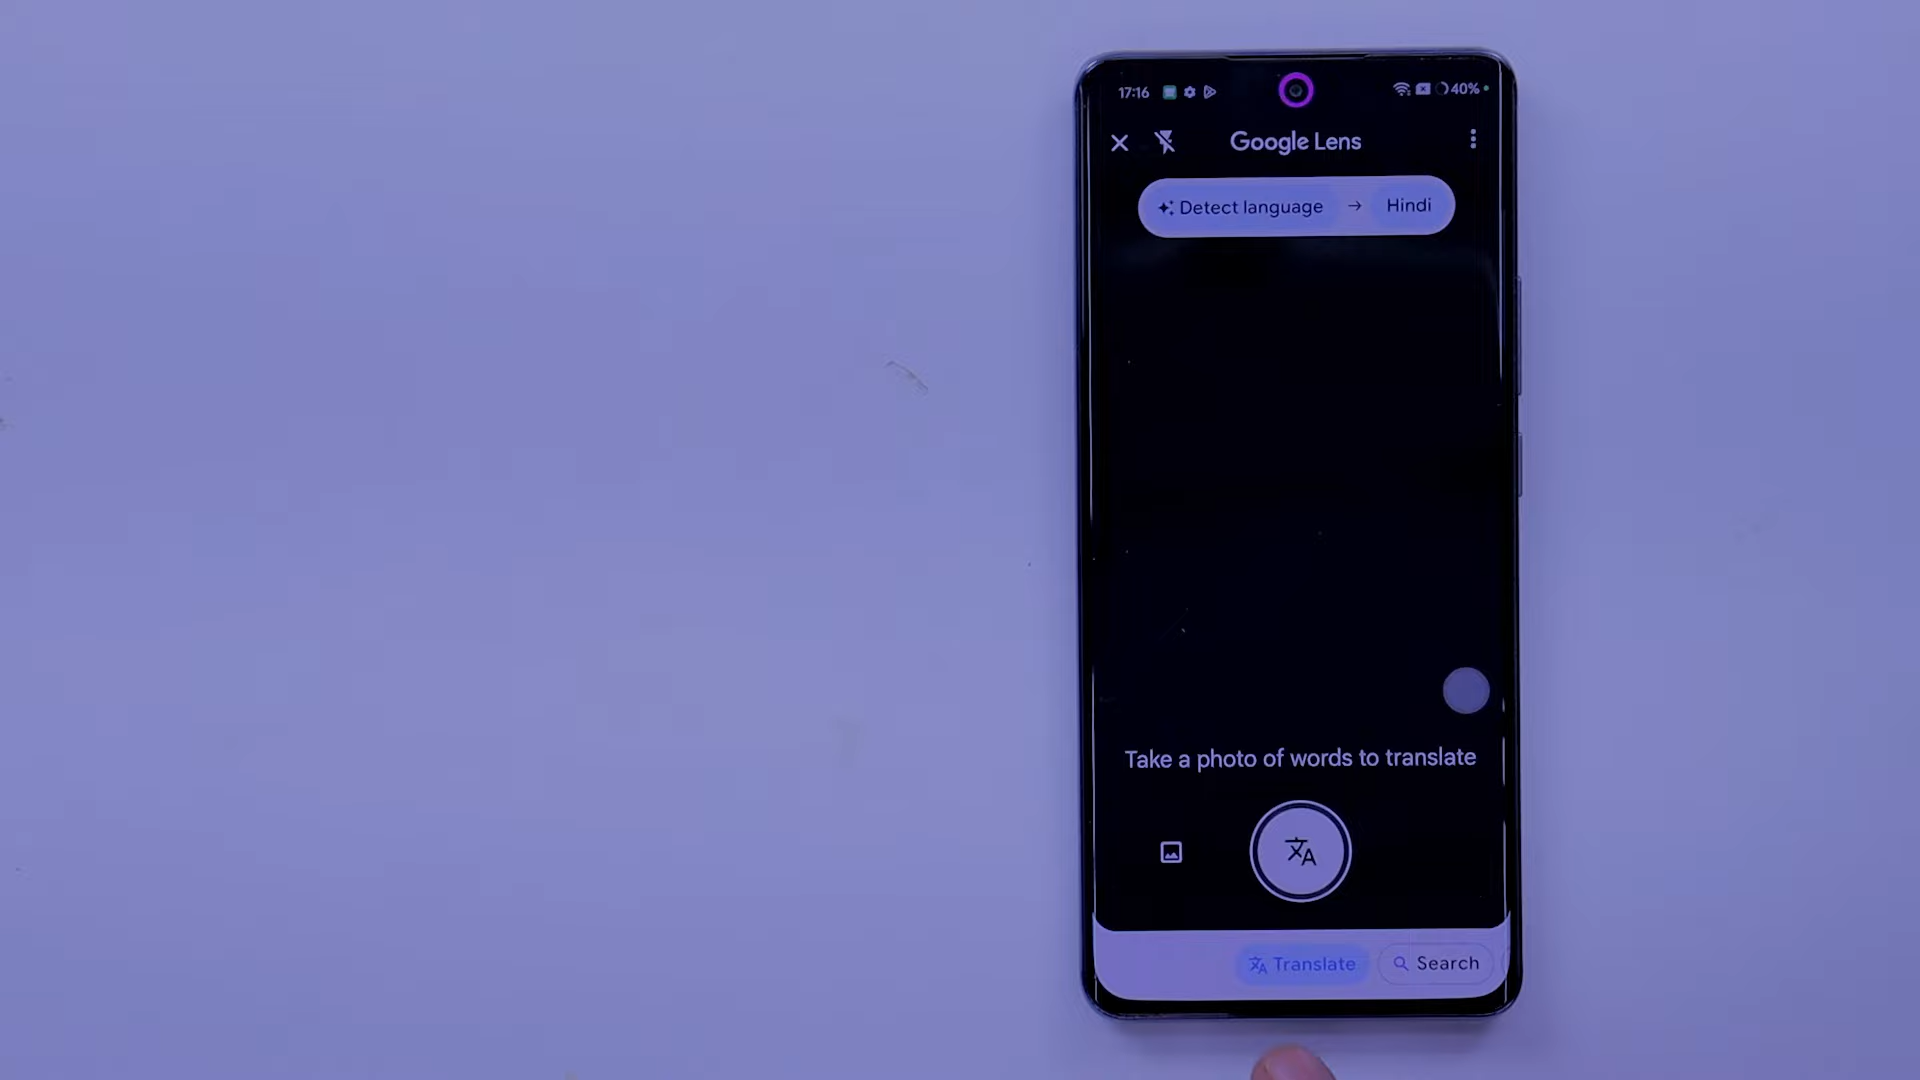 17:16 40%
Google Lens
Detect language → Hindi
Take a photo of words to translate
Translate Search